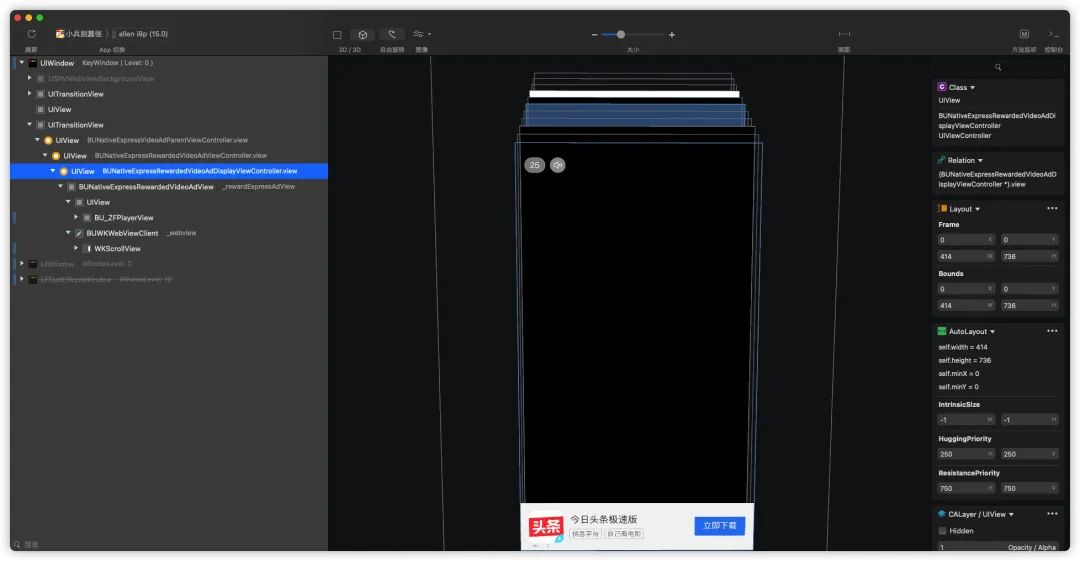 小兵别嚣张 〉 allen i8p (15.0)
刷新
App 切换
2D / 3D
自由旋转
图像
大小
测距
方法监听
控制台
UIWindow KeyWindow ( Level: 0 )
USRVWebViewBackgroundView
UITransitionView
UIView
UITransitionView
UIView BUNativeExpressVideoAdParentViewController.view
UIView BUNativeExpressRewardedVideoAdViewController.view
UIView BUNativeExpressRewardedVideoAdDisplayViewController.view
BUNativeExpressRewardedVideoAdView _rewardExpressAdView
UIView
BU_ZFPlayerView
BUWKWebViewClient _webview
WKScrollView
UIWindow WindowLevel: 0
UITextEffectsWindow WindowLevel: 10
搜索
25
头条
今日头条极速版
信息平台 自己看电影
立即下载
C Class
UIView
BUNativeExpressRewardedVideoAdDi
splayViewController
UIViewController
Relation
(BUNativeExpressRewardedVideoAdD
isplayViewController *).view
Layout
Frame
0 X 0 Y
414 W 736 H
Bounds
0 X 0 Y
414 W 736 H
AutoLayout
self.width = 414
self.height = 736
self.minX = 0
self.minY = 0
IntrinsicSize
-1 W -1 H
HuggingPriority
250 H 250 V
ResistancePriority
750 H 750 V
CALayer / UIView
Hidden
1 Opacity / Alpha